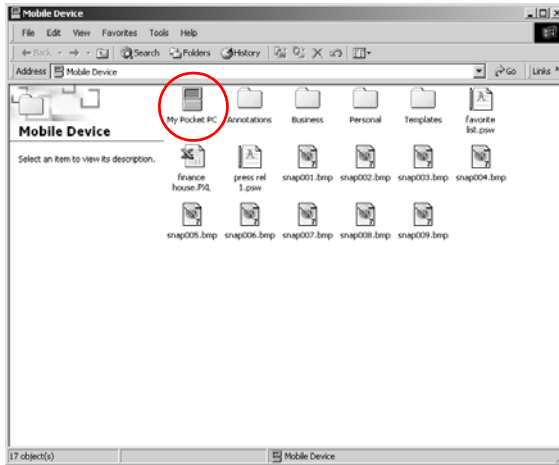 Mobile Device
File Edit View Favorites Tools Help
Back Search Folders History
Address Mobile Device Go Links »
My Pocket PC Annotations Business Personal Templates favorite
list.psw
Mobile Device
Select an item to view its description.
finance press rel snap001.bmp snap002.bmp snap003.bmp snap004.bmp
house.PXL 1.psw
snap005.bmp snap006.bmp snap007.bmp snap008.bmp snap009.bmp
17 object(s) Mobile Device